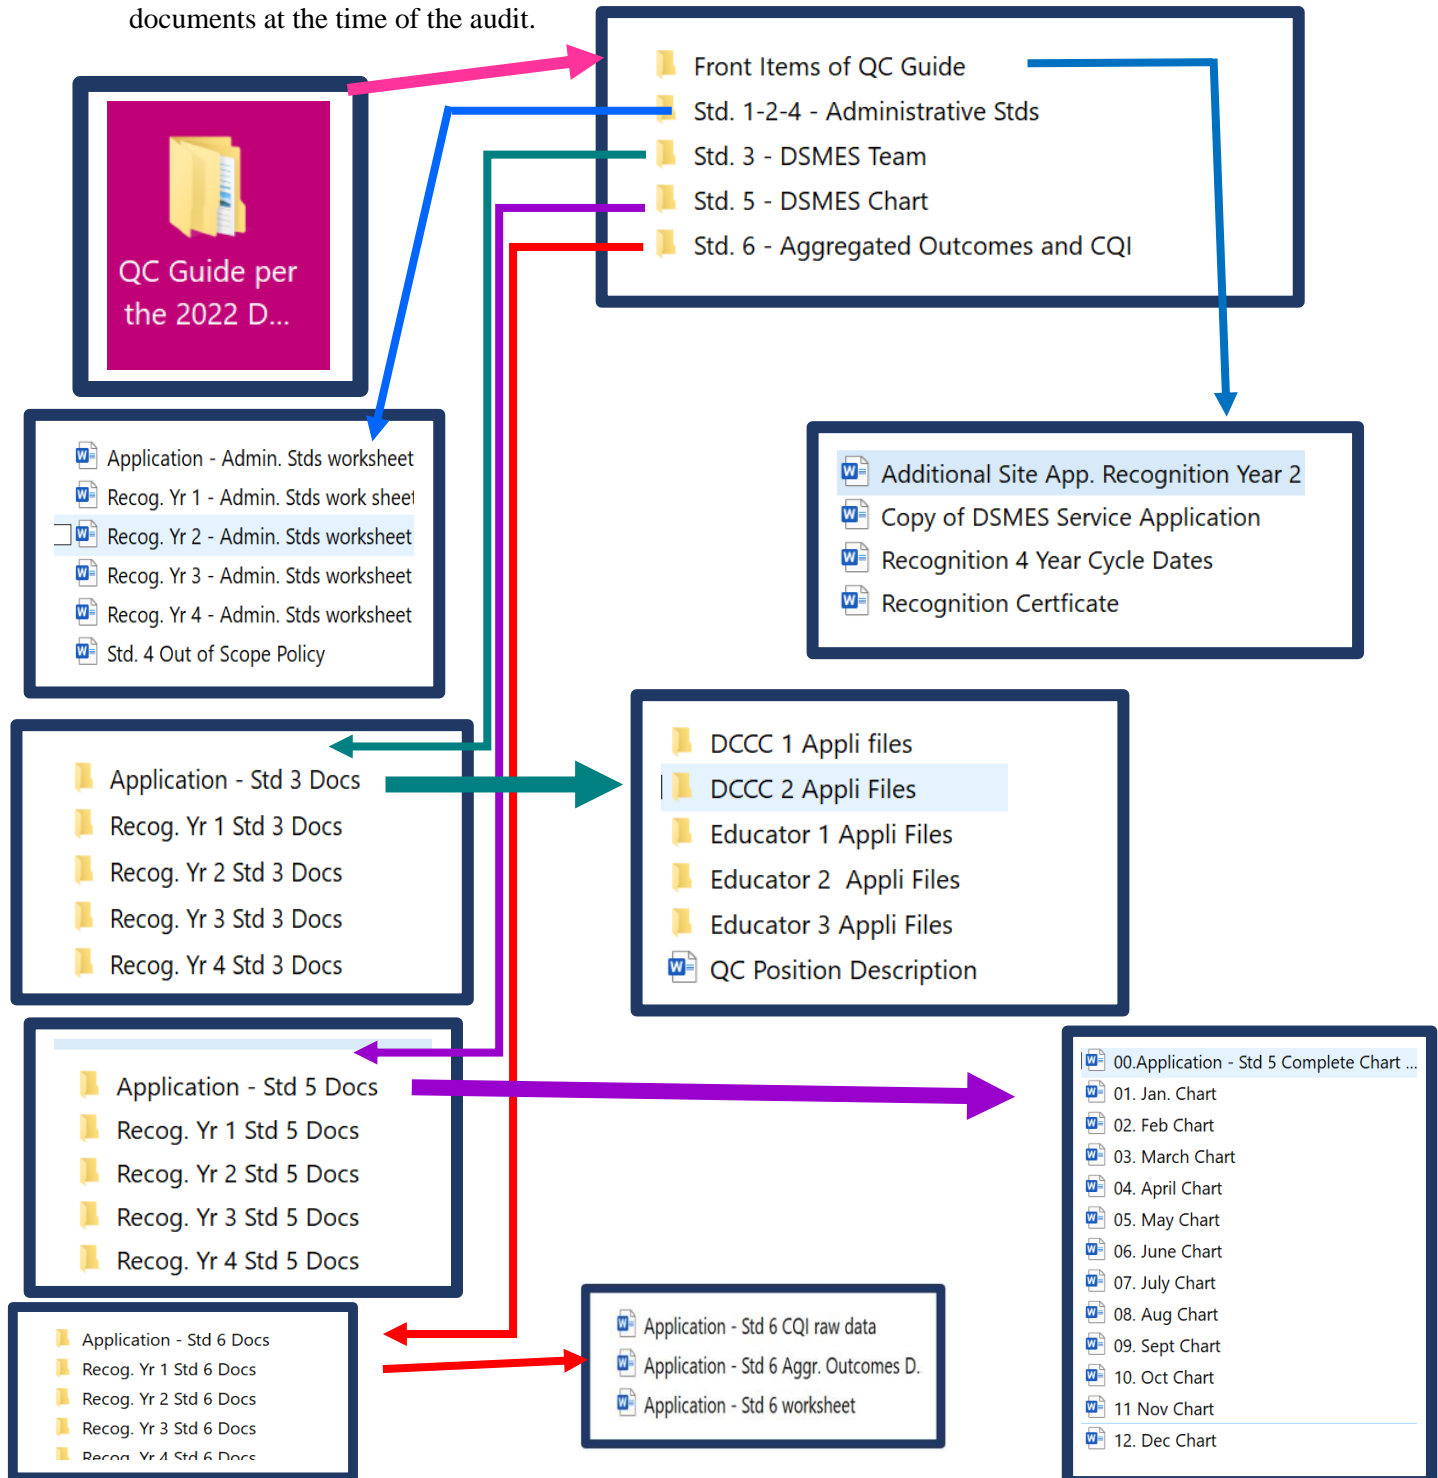 documents at the time of the audit.
QC Guide per
the 2022 D...
Front Items of QC Guide
Std. 1-2-4 - Administrative Stds
Std. 3 - DSMES Team
Std. 5 - DSMES Chart
Std. 6 - Aggregated Outcomes and CQI
Application - Admin. Stds worksheet
Recog. Yr 1 - Admin. Stds work sheet
Recog. Yr 2 - Admin. Stds worksheet
Recog. Yr 3 - Admin. Stds worksheet
Recog. Yr 4 - Admin. Stds worksheet
Std. 4 Out of Scope Policy
Additional Site App. Recognition Year 2
Copy of DSMES Service Application
Recognition 4 Year Cycle Dates
Recognition Certficate
Application - Std 3 Docs
Recog. Yr 1 Std 3 Docs
Recog. Yr 2 Std 3 Docs
Recog. Yr 3 Std 3 Docs
Recog. Yr 4 Std 3 Docs
DCCC 1 Appli files
DCCC 2 Appli Files
Educator 1 Appli Files
Educator 2  Appli Files
Educator 3 Appli Files
QC Position Description
Application - Std 5 Docs
Recog. Yr 1 Std 5 Docs
Recog. Yr 2 Std 5 Docs
Recog. Yr 3 Std 5 Docs
Recog. Yr 4 Std 5 Docs
00.Application - Std 5 Complete Chart ...
01. Jan. Chart
02. Feb Chart
03. March Chart
04. April Chart
05. May Chart
06. June Chart
07. July Chart
08. Aug Chart
09. Sept Chart
10. Oct Chart
11 Nov Chart
12. Dec Chart
Application - Std 6 Docs
Recog. Yr 1 Std 6 Docs
Recog. Yr 2 Std 6 Docs
Recog. Yr 3 Std 6 Docs
Recog. Yr 4 Std 6 Docs
Application - Std 6 CQI raw data
Application - Std 6 Aggr. Outcomes D.
Application - Std 6 worksheet